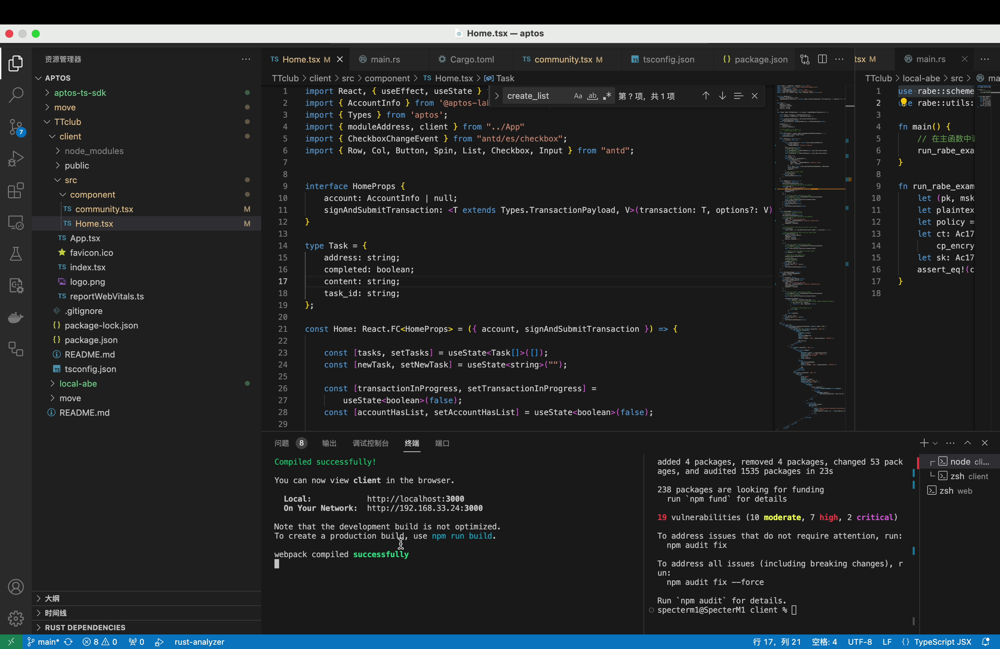 Home.tsx — aptos
资源管理器
APTOS
aptos-ts-sdk
move
TTclub
client
node_modules
public
src
component
TS community.tsx M
TS Home.tsx M
TS App.tsx
favicon.ico
TS index.tsx
logo.png
TS reportWebVitals.ts
.gitignore
{} package-lock.json
{} package.json
README.md
TS tsconfig.json
local-abe
move
README.md
大纲
时间线
RUST DEPENDENCIES
7
TS Home.tsx M
main.rs
Cargo.toml
TS community.tsx M
TS tsconfig.json
{} package.json
TTclub > client > src > component > TS Home.tsx > Task
create_list Aa ab 第 ? 项, 共 1 项
1 import React, { useEffect, useState }
2 import { AccountInfo } from '@aptos-la
3 import { Types } from 'aptos';
4 import { moduleAddress, client } from "../App"
5 import { CheckboxChangeEvent } from "antd/es/checkbox";
6 import { Row, Col, Button, Spin, List, Checkbox, Input } from "antd";
7
8
9 interface HomeProps {
10 account: AccountInfo | null;
11 signAndSubmitTransaction: <T extends Types.TransactionPayload, V>(transaction: T, options?: V)
12 }
13
14 type Task = {
15 address: string;
16 completed: boolean;
17 content: string;
18 task_id: string;
19 };
20
21 const Home: React.FC<HomeProps> = ({ account, signAndSubmitTransaction }) => {
22
23 const [tasks, setTasks] = useState<Task[]>([]);
24 const [newTask, setNewTask] = useState<string>("");
25
26 const [transactionInProgress, setTransactionInProgress] =
27 useState<boolean>(false);
28 const [accountHasList, setAccountHasList] = useState<boolean>(false);
29
tsx M
main.rs
TTclub > local-abe > src > ma
1 use rabe::scheme
2 use rabe::utils:
3
4 fn main() {
5 // 在主函数中
6 run_rabe_exa
7 }
8
9 fn run_rabe_exam
10 let (pk, msk
11 let plaintex
12 let policy =
13 let ct: Ac17
14 cp_encry
15 let sk: Ac17
16 assert_eq!(c
17 }
18
问题 8 输出 调试控制台 终端 端口
Compiled successfully!
You can now view client in the browser.
Local: http://localhost:3000
On Your Network: http://192.168.33.24:3000
Note that the development build is not optimized.
To create a production build, use npm run build.
webpack compiled successfully
added 4 packages, removed 4 packages, changed 53 pack
ages, and audited 1535 packages in 23s
238 packages are looking for funding
run `npm fund` for details
19 vulnerabilities (10 moderate, 7 high, 2 critical)
To address issues that do not require attention, run:
npm audit fix
To address all issues (including breaking changes), r
un:
npm audit fix --force
Run `npm audit` for details.
specterm1@SpecterM1 client %
node cli...
zsh client
zsh web
main* 8 0 0 rust-analyzer
行 17, 列 21 空格: 4 UTF-8 LF {} TypeScript JSX